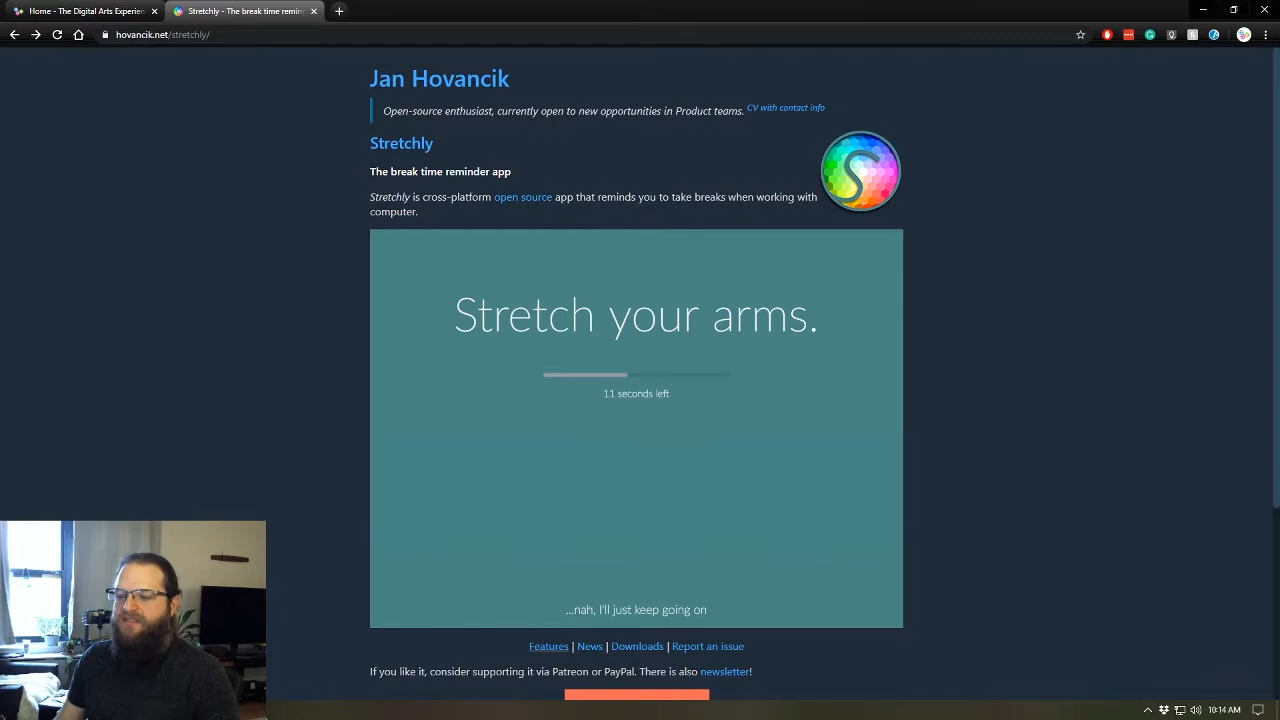 Home - The Digital Arts Experien
Stretchly - The break time remin
hovancik.net/stretchly/
Jan Hovancik
Open-source enthusiast, currently open to new opportunities in Product teams. CV with contact info
Stretchly
The break time reminder app
Stretchly is cross-platform open source app that reminds you to take breaks when working with
computer.
S
Stretch your arms.
11 seconds left
...nah, I'll just keep going on
Features | News | Downloads | Report an issue
If you like it, consider supporting it via Patreon or PayPal. There is also newsletter!
10:14 AM